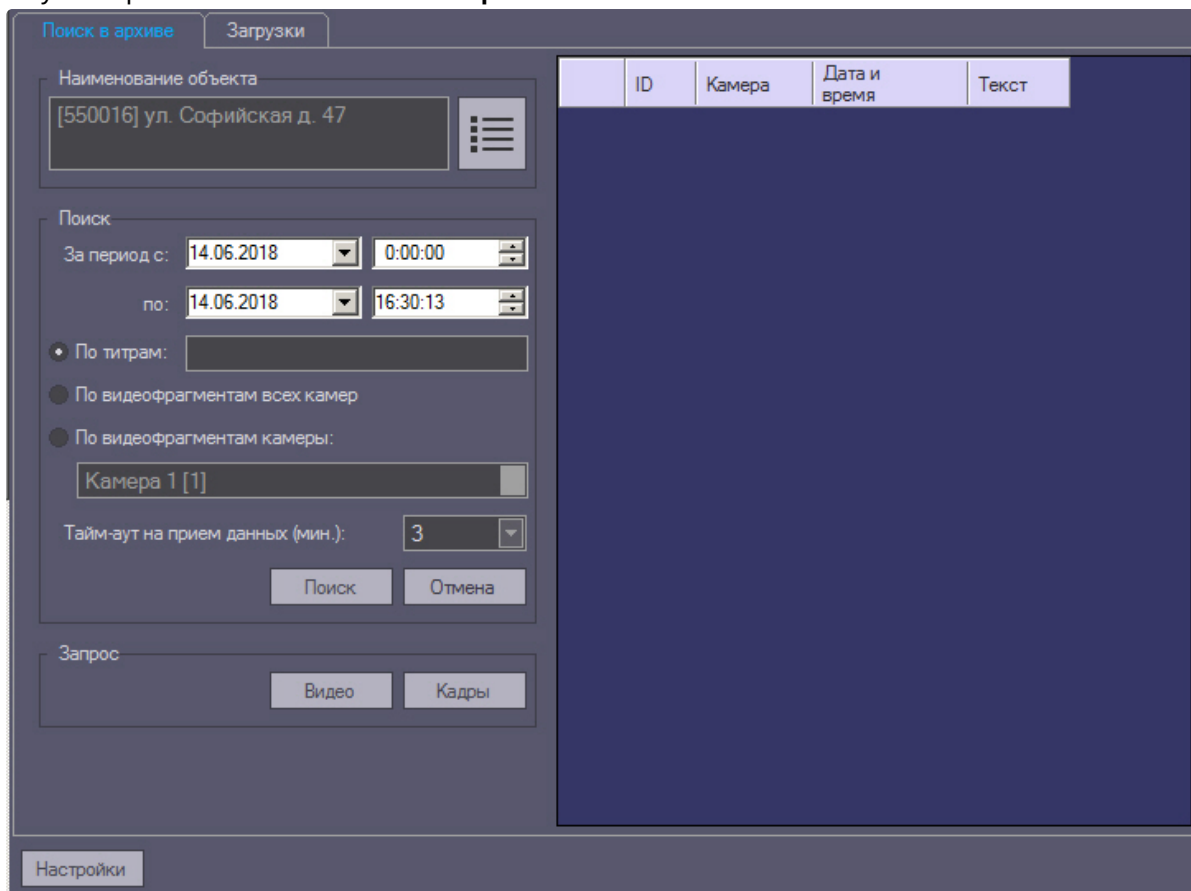 Поиск в архиве
Загрузки
Наименование объекта
[550016] ул. Софийская д. 47
Поиск
За период с: 14.06.2018 0:00:00
по: 14.06.2018 16:30:13
По титрам:
По видеофрагментам всех камер
По видеофрагментам камеры:
Камера 1 [1]
Тайм-аут на прием данных (мин.): 3
Поиск Отмена
Запрос
Видео Кадры
ID Камера Дата и время Текст
Настройки